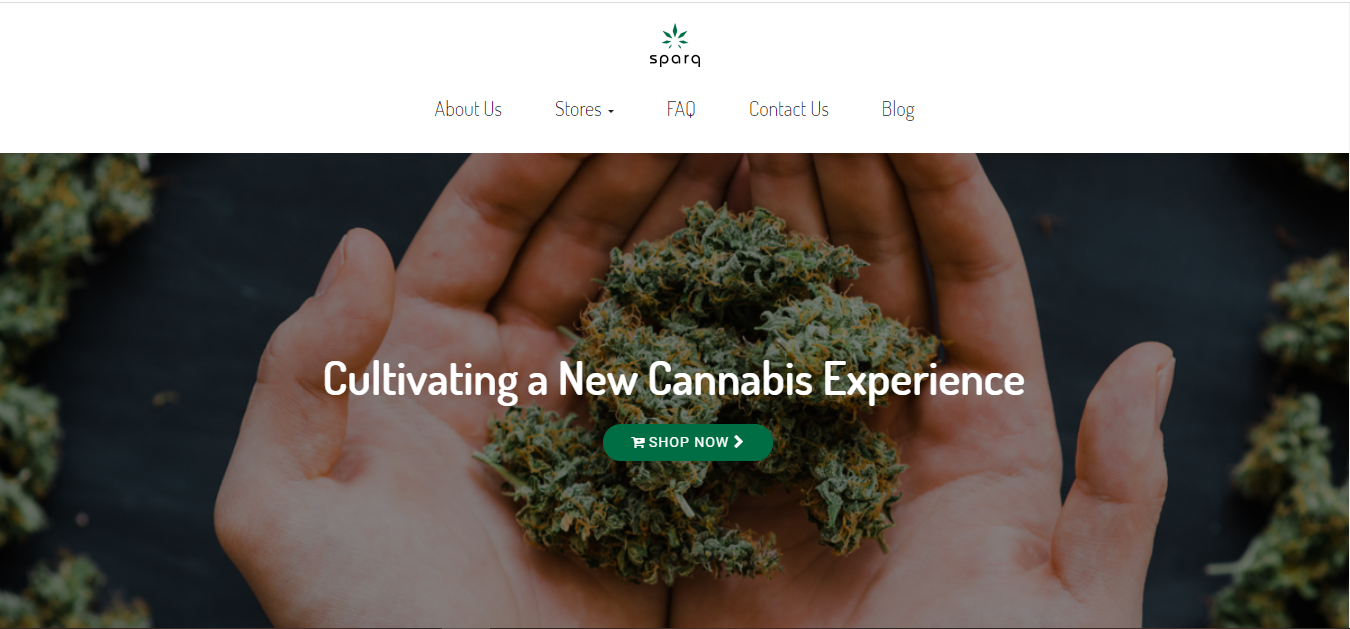 sparq
About Us Stores FAQ Contact Us Blog
Cultivating a New Cannabis Experience
SHOP NOW